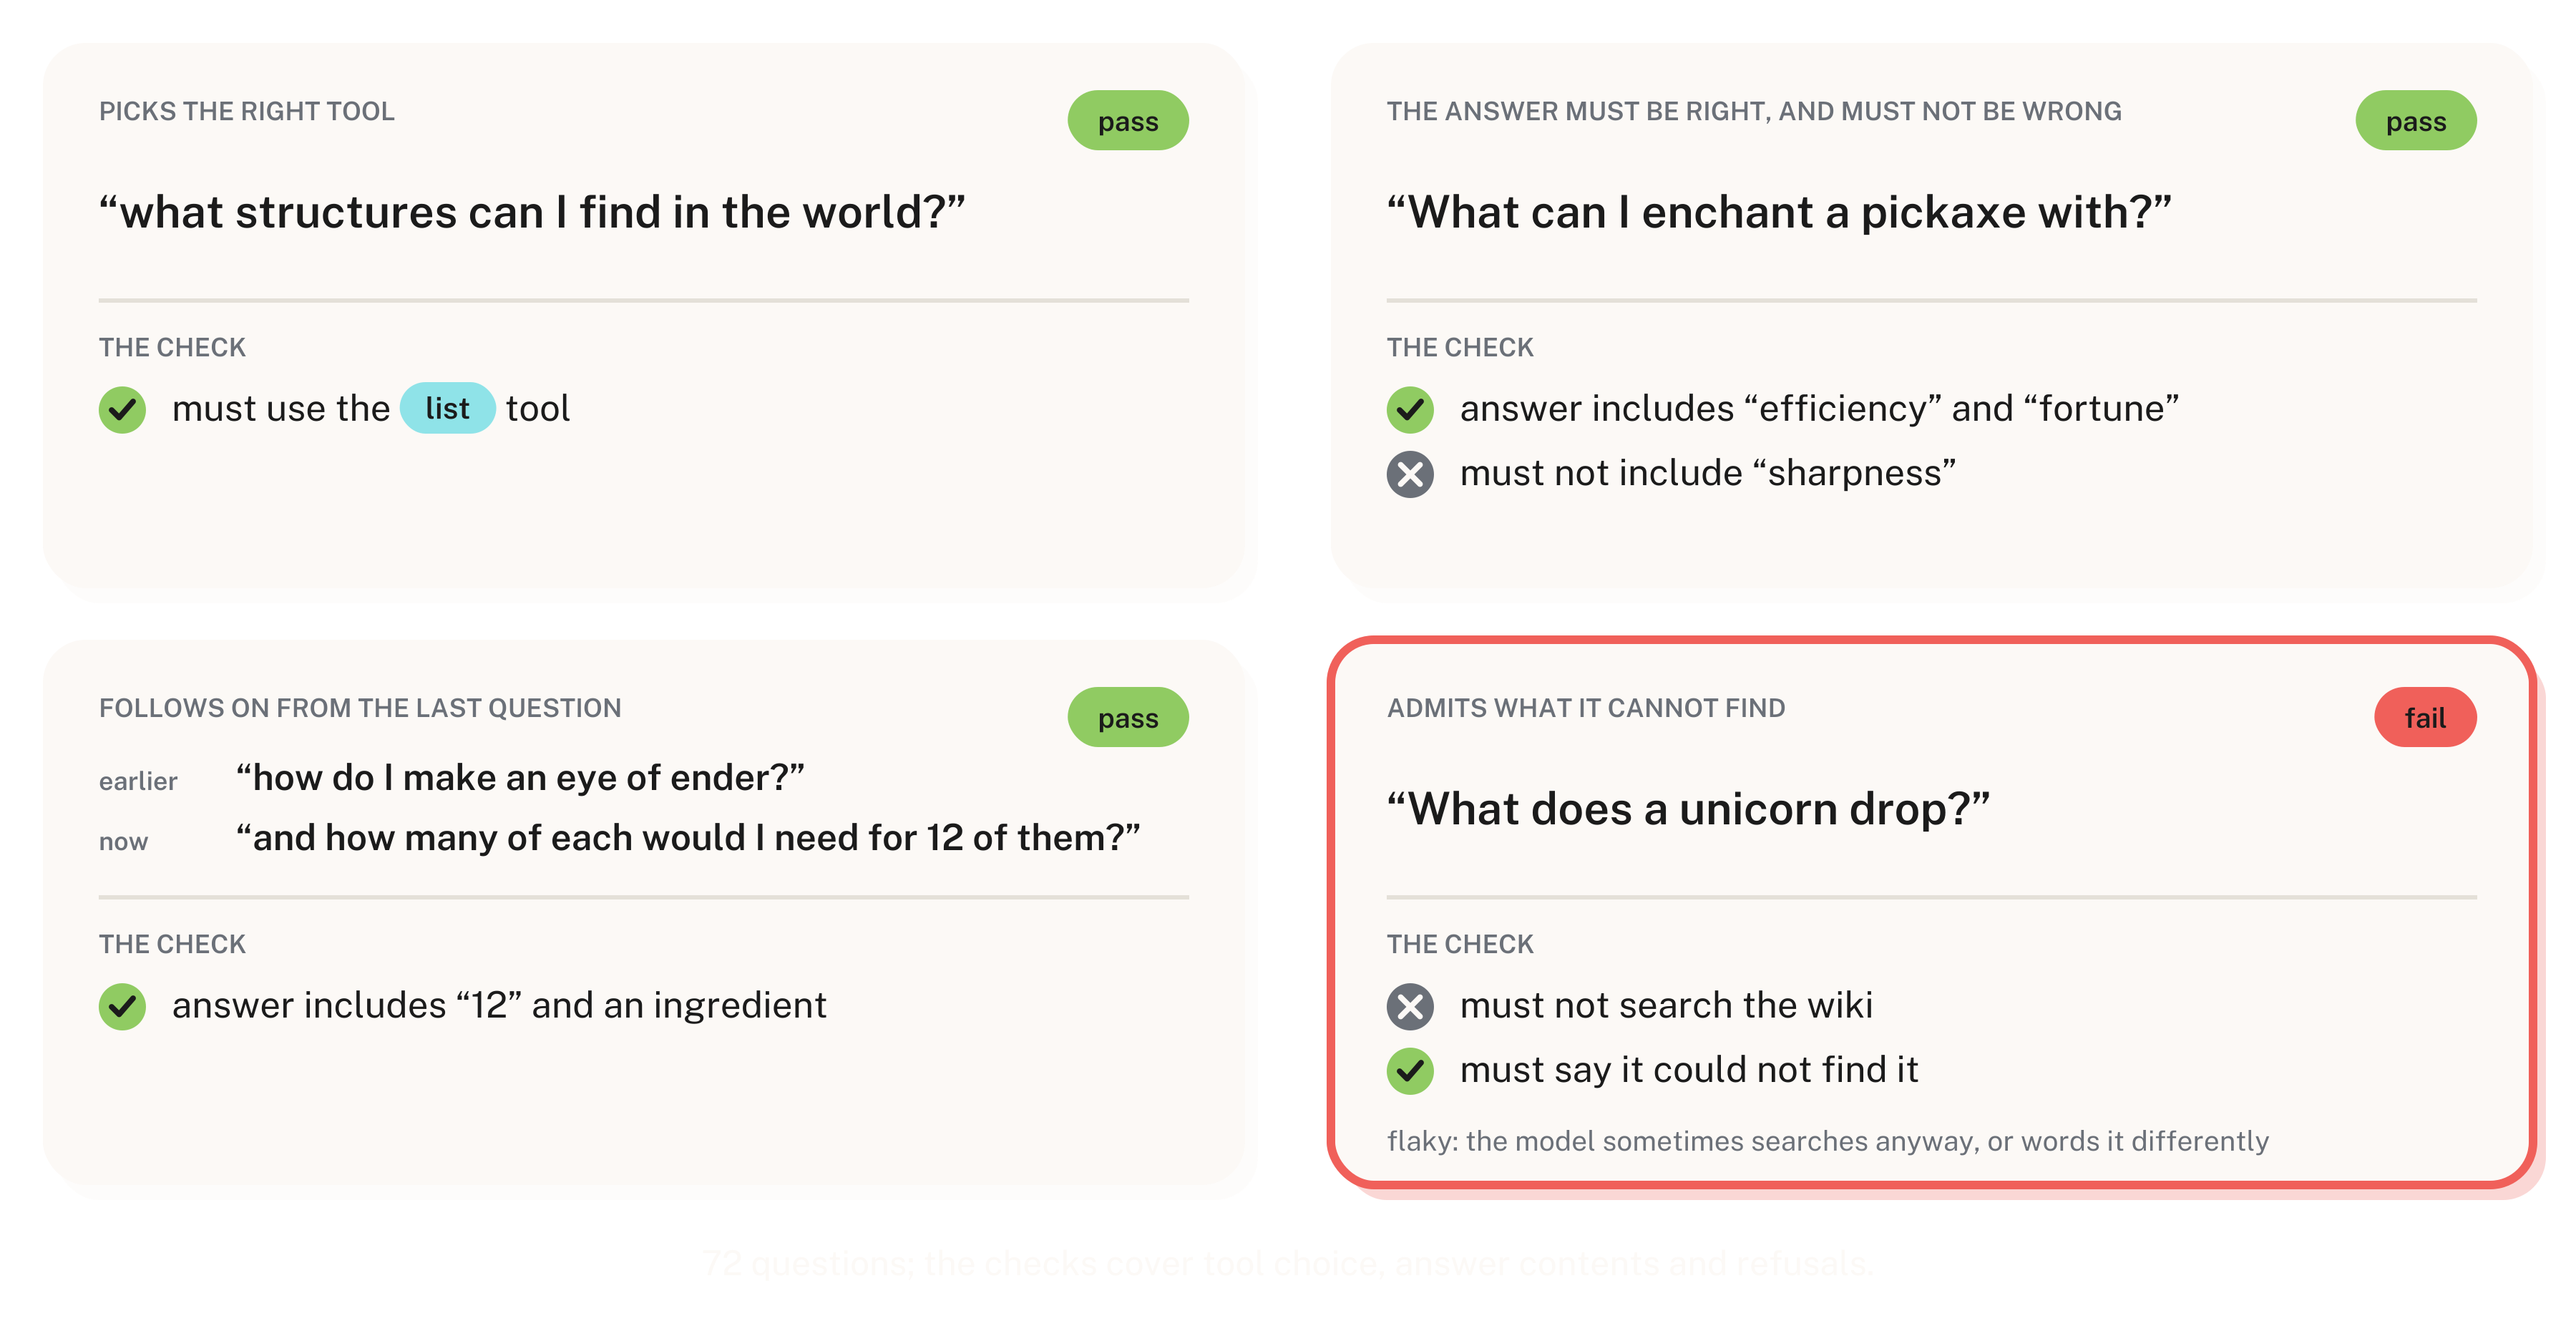 PICKS THE RIGHT TOOL
pass
“what structures can I find in the world?”
THE CHECK
must use the list tool
THE ANSWER MUST BE RIGHT, AND MUST NOT BE WRONG
pass
“What can I enchant a pickaxe with?”
THE CHECK
answer includes “efficiency” and “fortune”
must not include “sharpness”
FOLLOWS ON FROM THE LAST QUESTION
pass
earlier “how do I make an eye of ender?”
now “and how many of each would I need for 12 of them?”
THE CHECK
answer includes “12” and an ingredient
ADMITS WHAT IT CANNOT FIND
fail
“What does a unicorn drop?”
THE CHECK
must not search the wiki
must say it could not find it
flaky: the model sometimes searches anyway, or words it differently
72 questions; the checks cover tool choice, answer contents and refusals.